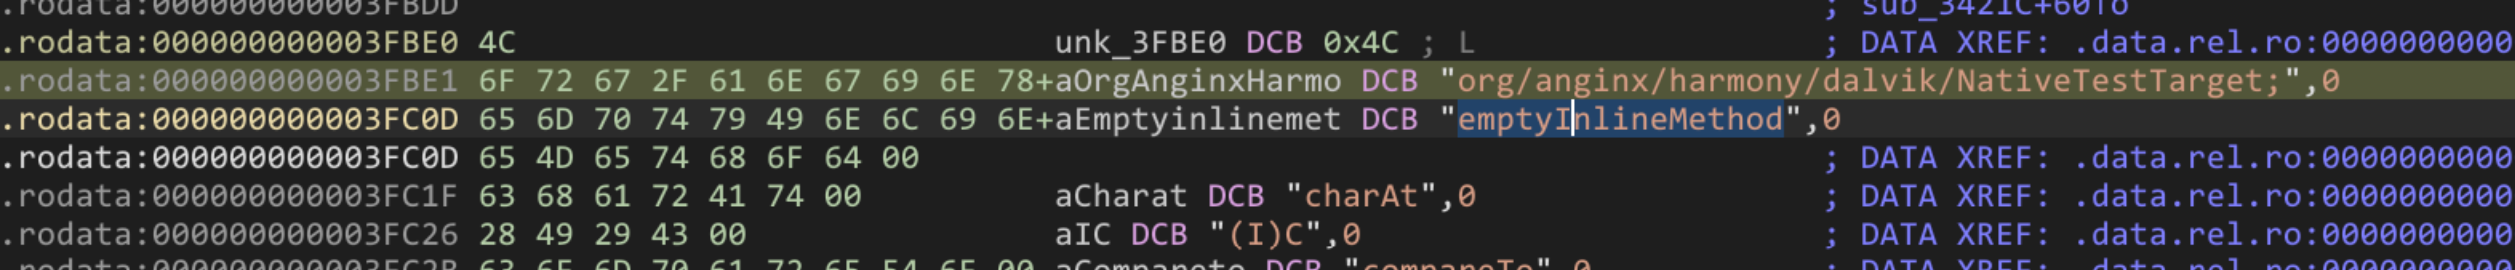 .rodata:000000000003FBDD ; sub_3421C+60↑o
.rodata:000000000003FBE0 4C unk_3FBE0 DCB 0x4C ; L ; DATA XREF: .data.rel.ro:0000000000
.rodata:000000000003FBE1 6F 72 67 2F 61 6E 67 69 6E 78+aOrgAnginxHarmo DCB "org/anginx/harmony/dalvik/NativeTestTarget;",0
.rodata:000000000003FC0D 65 6D 70 74 79 49 6E 6C 69 6E+aEmptyinlinemet DCB "emptyInlineMethod",0
.rodata:000000000003FC0D 65 4D 65 74 68 6F 64 00 ; DATA XREF: .data.rel.ro:0000000000
.rodata:000000000003FC1F 63 68 61 72 41 74 00 aCharat DCB "charAt",0 ; DATA XREF: .data.rel.ro:0000000000
.rodata:000000000003FC26 28 49 29 43 00 aIC DCB "(I)C",0 ; DATA XREF: .data.rel.ro:0000000000
.rodata:000000000003FC2B 63 6F 6D 70 61 72 65 54 6F 00 aCompareto DCB "compareTo",0 ; DATA XREF: .data.rel.ro:0000000000